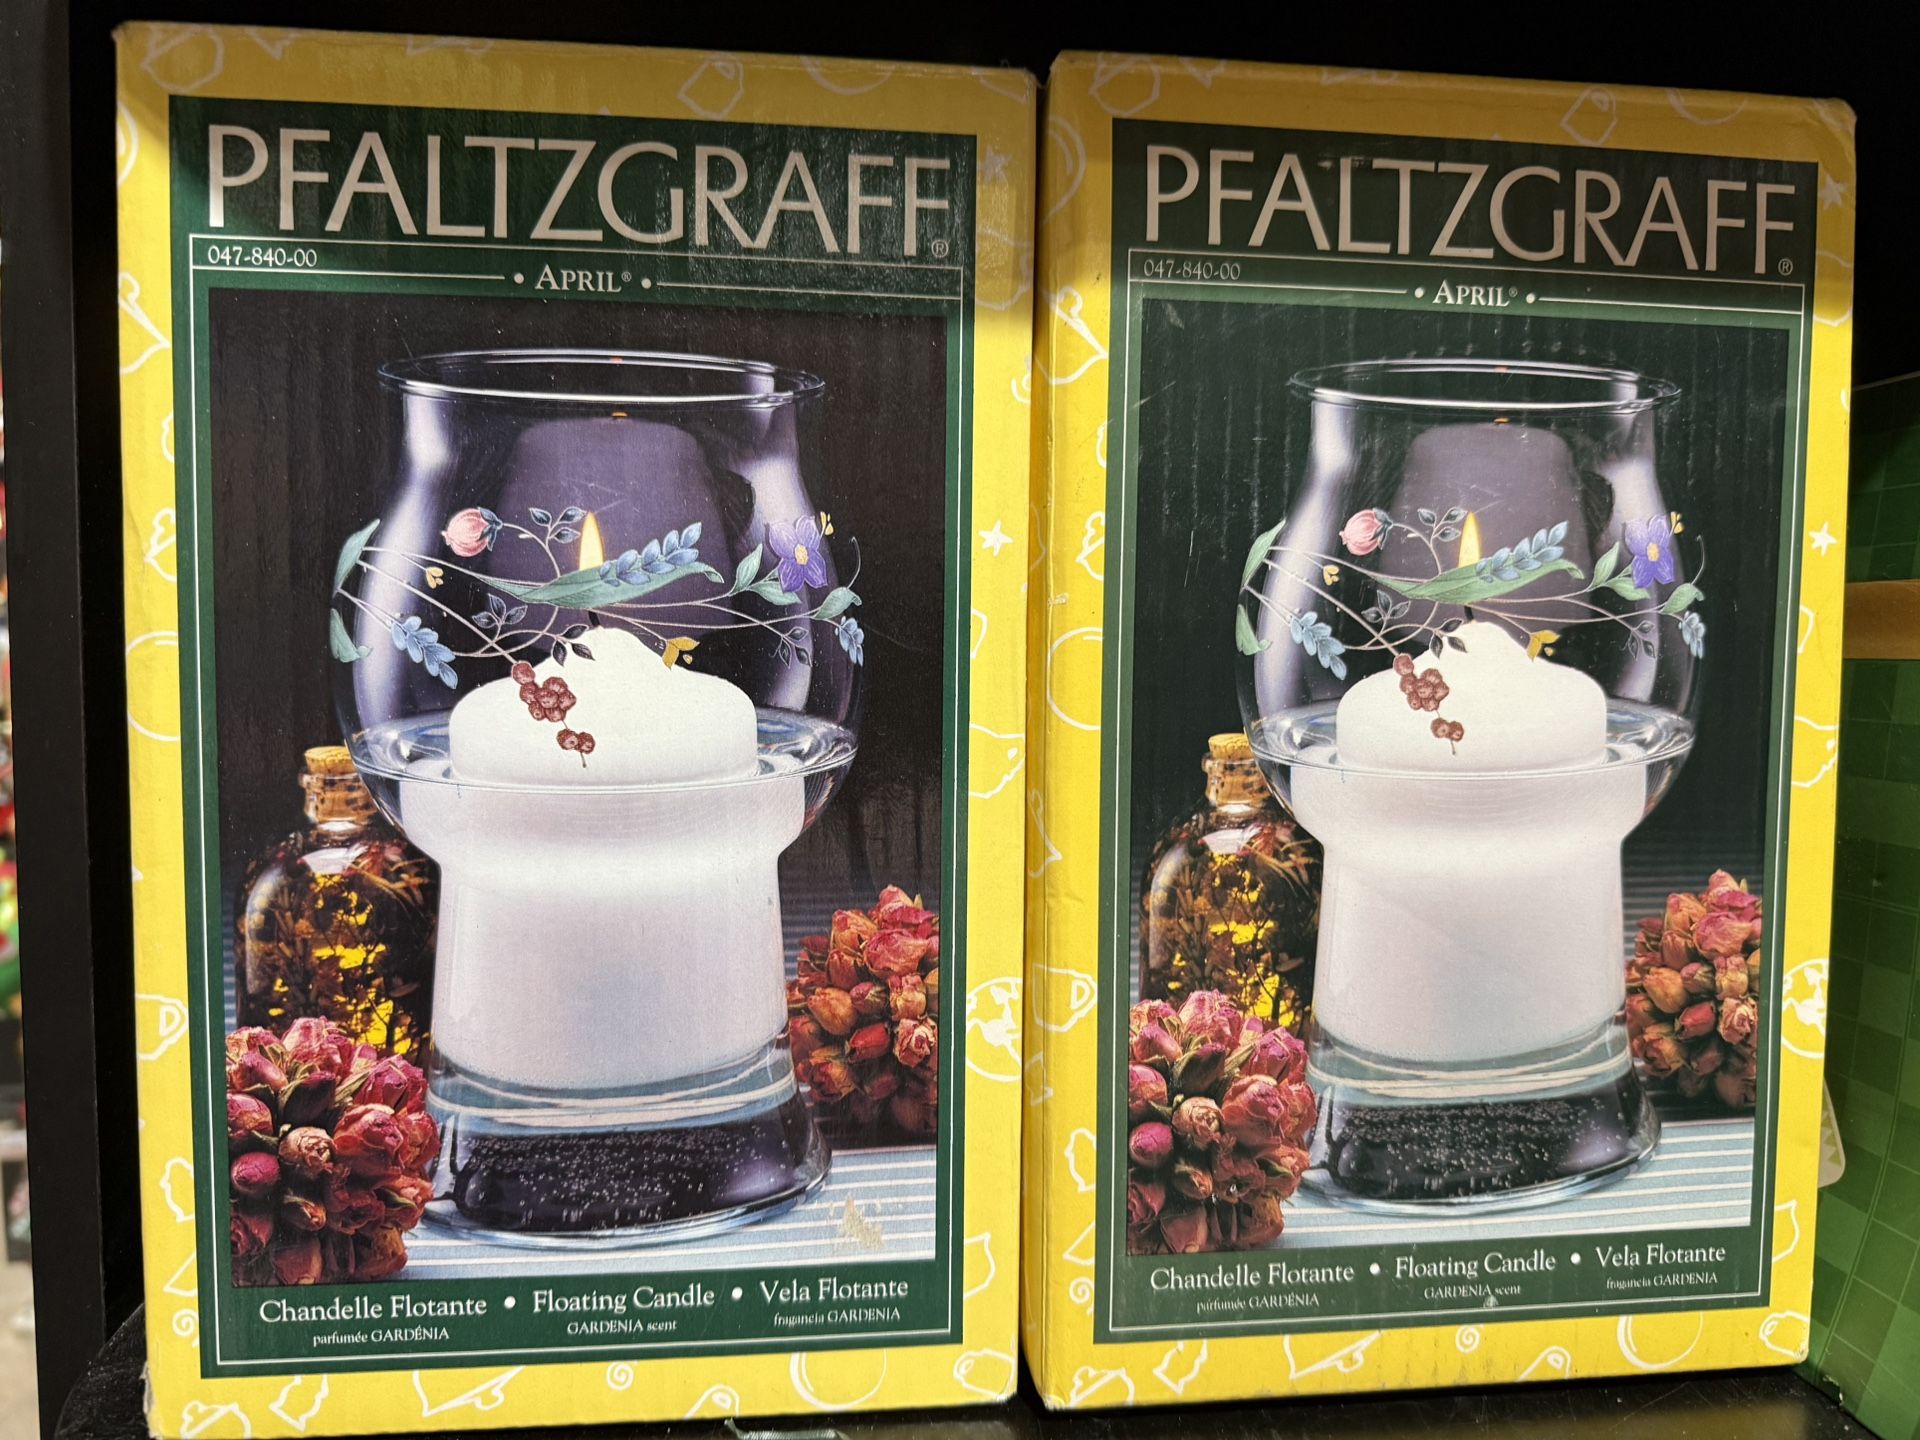 PFALTZGRAFF®
047-840-00
• APRIL® •
Chandelle Flotante • Floating Candle • Vela Flotante
parfumée GARDÉNIA GARDENIA scent fragancia GARDENIA
PFALTZGRAFF®
047-840-00
• APRIL® •
Chandelle Flotante • Floating Candle • Vela Flotante
parfumée GARDÉNIA GARDENIA scent fragancia GARDENIA